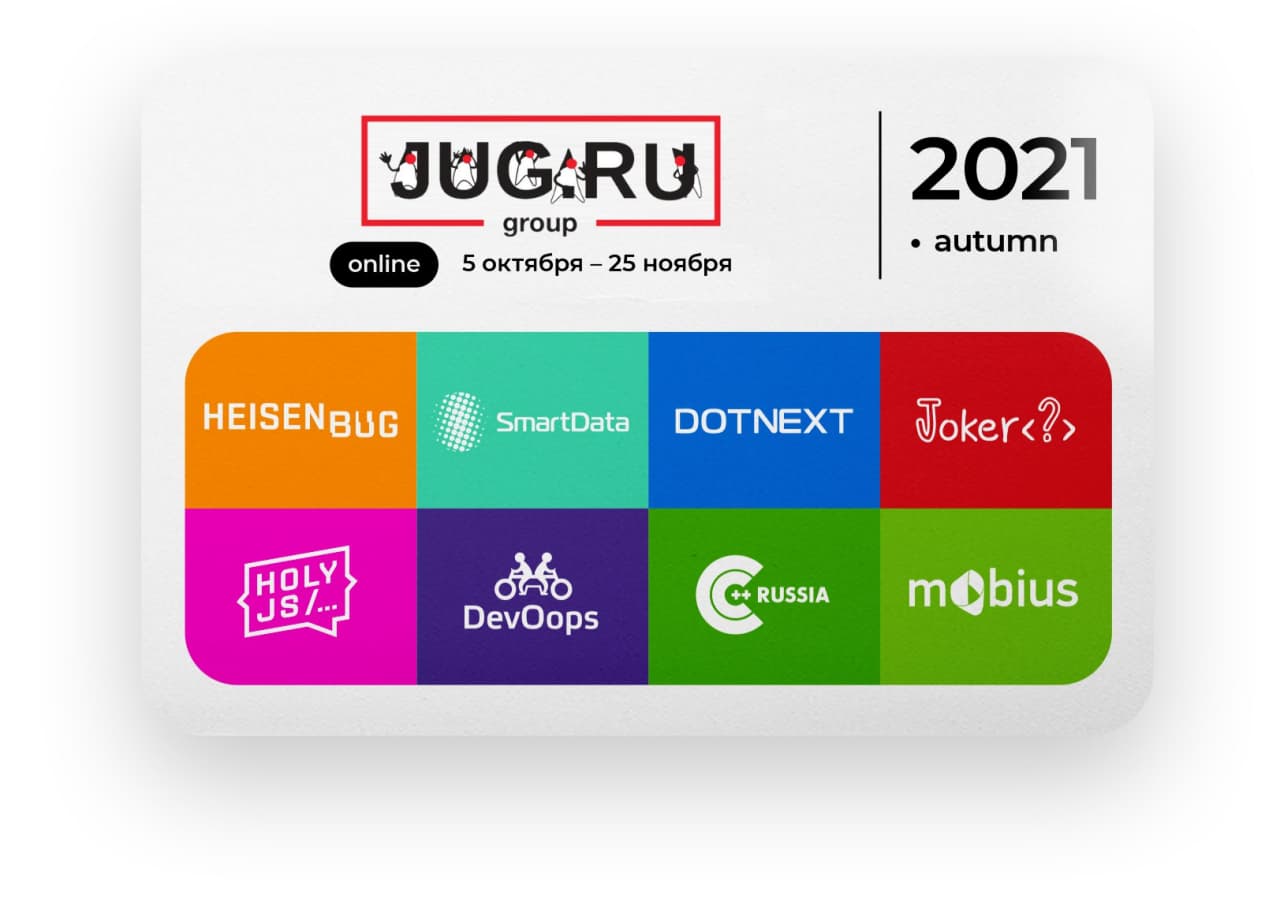 JUG.RU
group
online 5 октября – 25 ноября
2021
• autumn
HEISENBUG
SmartData
DOTNEXT
Joker<?>
HOLY
JS/...
DevOops
C++ RUSSIA
mobius